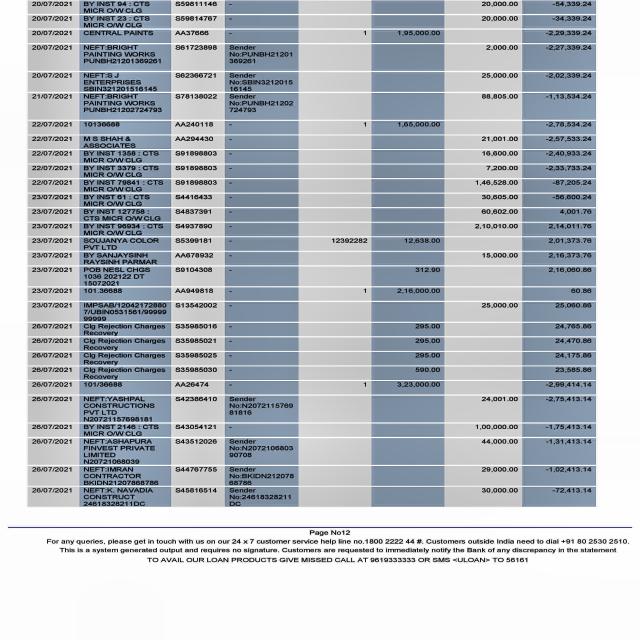 20/07/2021 BY INST 94 : CTS MICR O/W CLG S59811146 - 20,000.00 -54,339.24
20/07/2021 BY INST 23 : CTS MICR O/W CLG S59814767 - 20,000.00 -34,339.24
20/07/2021 CENTRAL PAINTS AA37666 - 1 1,95,000.00 -2,29,339.24
20/07/2021 NEFT:BRIGHT PAINTING WORKS PUNBH21201369261 S61723898 Sender No:PUNBH21201 369261 2,000.00 -2,27,339.24
20/07/2021 NEFT:S J ENTERPRISES SBIN321201516145 S62366721 Sender No:SBIN3212015 16145 25,000.00 -2,02,339.24
21/07/2021 NEFT:BRIGHT PAINTING WORKS PUNBH21202724793 S78138022 Sender No:PUNBH21202 724793 88,805.00 -1,13,534.24
22/07/2021 10136688 AA240118 - 1 1,65,000.00 -2,78,534.24
22/07/2021 M S SHAH & ASSOCIATES AA294430 - 21,001.00 -2,57,533.24
22/07/2021 BY INST 1358 : CTS MICR O/W CLG S91898803 - 16,600.00 -2,40,933.24
22/07/2021 BY INST 3379 : CTS MICR O/W CLG S91898803 - 7,200.00 -2,33,733.24
22/07/2021 BY INST 79841 : CTS MICR O/W CLG S91898803 - 1,46,528.00 -87,205.24
23/07/2021 BY INST 61 : CTS MICR O/W CLG S4416433 - 30,605.00 -56,600.24
23/07/2021 BY INST 127758 : CTS MICR O/W CLG S4837391 - 60,602.00 4,001.76
23/07/2021 BY INST 96934 : CTS MICR O/W CLG S4937890 - 2,10,010.00 2,14,011.76
23/07/2021 SOUJANYA COLOR PVT LTD S5399181 - 12392282 12,638.00 2,01,373.76
23/07/2021 BY SANJAYSINH RAYSINH PARMAR AA678932 - 15,000.00 2,16,373.76
23/07/2021 POB NESL CHGS 1036 202122 DT 15072021 S9104308 - 312.90 2,16,060.86
23/07/2021 101.36688 AA949818 - 1 2,16,000.00 60.86
23/07/2021 IMPSAB/12042172880 7/UBIN0531561/99999 99999 S13542002 - 25,000.00 25,060.86
26/07/2021 Clg Rejection Charges Recovery S35985016 - 295.00 24,765.86
26/07/2021 Clg Rejection Charges Recovery S35985021 - 295.00 24,470.86
26/07/2021 Clg Rejection Charges Recovery S35985025 - 295.00 24,175.86
26/07/2021 Clg Rejection Charges Recovery S35985030 - 590.00 23,585.86
26/07/2021 101/36688 AA26474 - 1 3,23,000.00 -2,99,414.14
26/07/2021 NEFT:YASHPAL CONSTRUCTIONS PVT LTD N20721157698181 S42386410 Sender No:N2072115769 81816 24,001.00 -2,75,413.14
26/07/2021 BY INST 2146 : CTS MICR O/W CLG S43054121 - 1,00,000.00 -1,75,413.14
26/07/2021 NEFT:ASHAPURA FINVEST PRIVATE LIMITED N20721068039 S43512026 Sender No:N2072106803 90708 44,000.00 -1,31,413.14
26/07/2021 NEFT:IMRAN CONTRACTOR BKIDN21207868786 S44767755 Sender No:BKIDN212078 68786 29,000.00 -1,02,413.14
26/07/2021 NEFT:K. NAVADIA CONSTRUCT 24618328211DC S45816514 Sender No:24618328211 DC 30,000.00 -72,413.14
Page No12
For any queries, please get in touch with us on our 24 x 7 customer service help line no.1800 2222 44 #. Customers outside India need to dial +91 80 2530 2510.
This is a system generated output and requires no signature. Customers are requested to immediately notify the Bank of any discrepancy in the statement
TO AVAIL OUR LOAN PRODUCTS GIVE MISSED CALL AT 9619333333 OR SMS <ULOAN> TO 56161